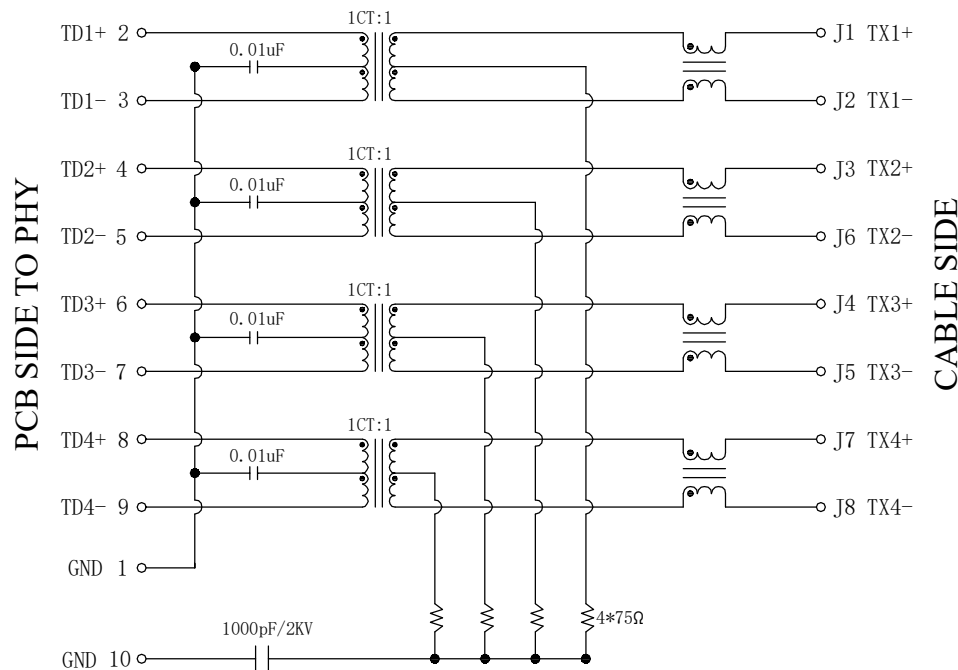 1CT:1
TD1+ 2
J1 TX1+
0.01uF
TD1- 3
J2 TX1-
1CT:1
TD2+ 4
J3 TX2+
0.01uF
TD2- 5
J6 TX2-
1CT:1
TD3+ 6
J4 TX3+
0.01uF
TD3- 7
J5 TX3-
1CT:1
TD4+ 8
J7 TX4+
0.01uF
TD4- 9
J8 TX4-
GND 1
4*75Ω
1000pF/2KV
GND 10
PCB SIDE TO PHY
CABLE SIDE